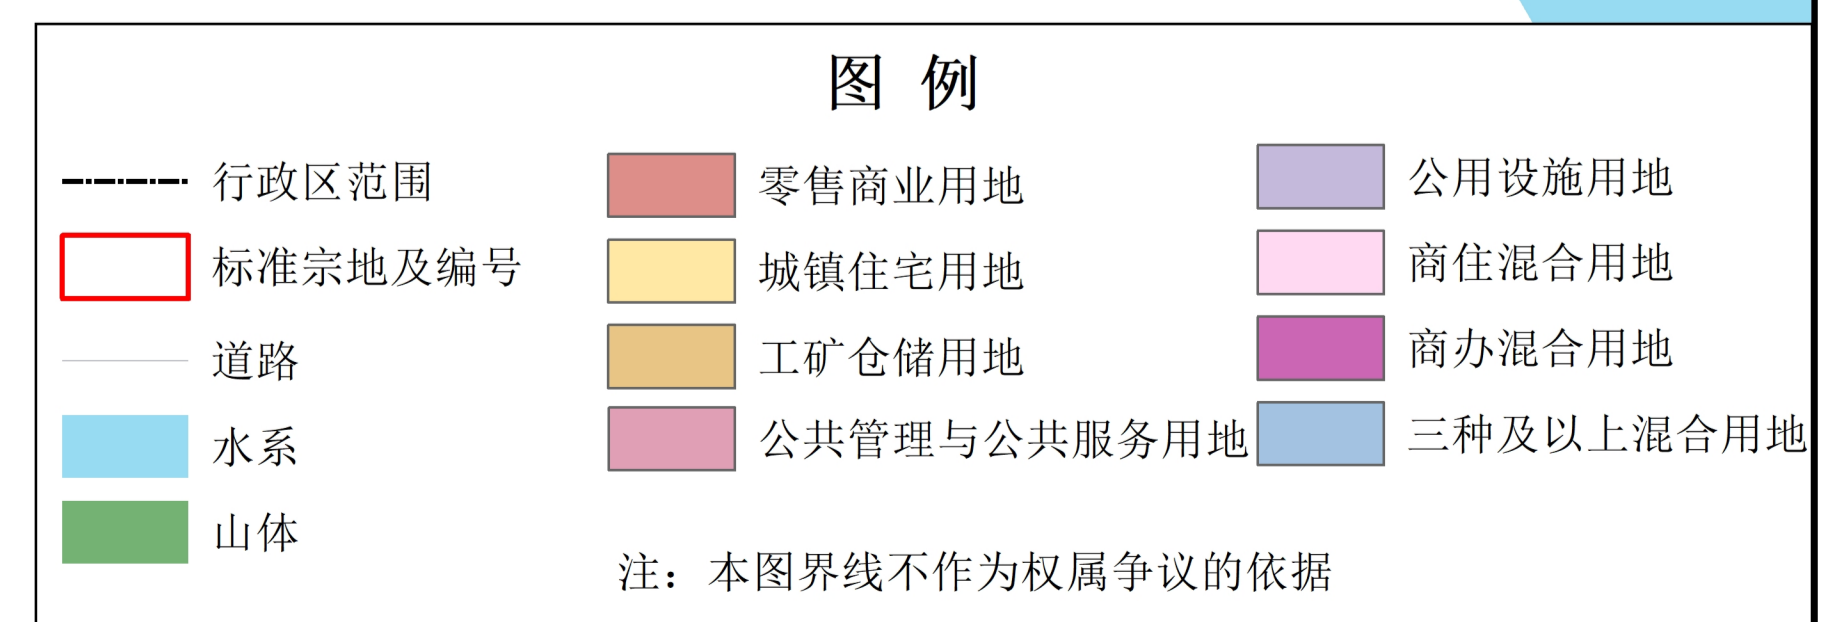 图 例
行政区范围
标准宗地及编号
道路
水系
山体
零售商业用地
城镇住宅用地
工矿仓储用地
公共管理与公共服务用地
公用设施用地
商住混合用地
商办混合用地
三种及以上混合用地
注：本图界线不作为权属争议的依据